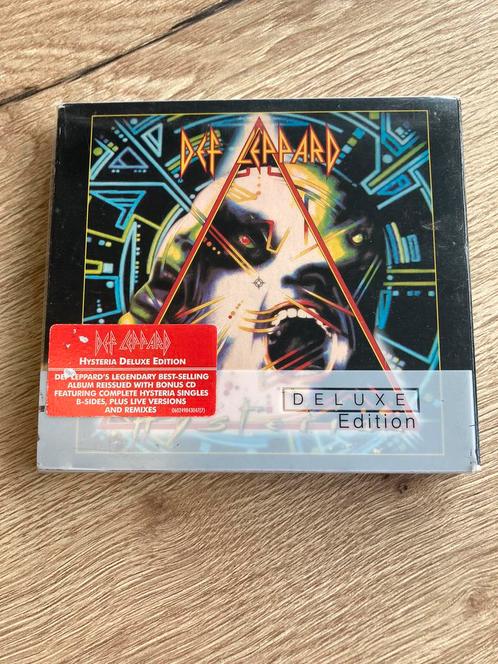 DEF LEPPARD
DEF LEPPARD
HYSTERIA DELUXE EDITION
DEF LEPPARD'S LEGENDARY BEST-SELLING
ALBUM REISSUED WITH BONUS CD
FEATURING COMPLETE HYSTERIA SINGLES
B-SIDES, PLUS LIVE VERSIONS
AND REMIXES
DELUXE
Edition
Hysteria